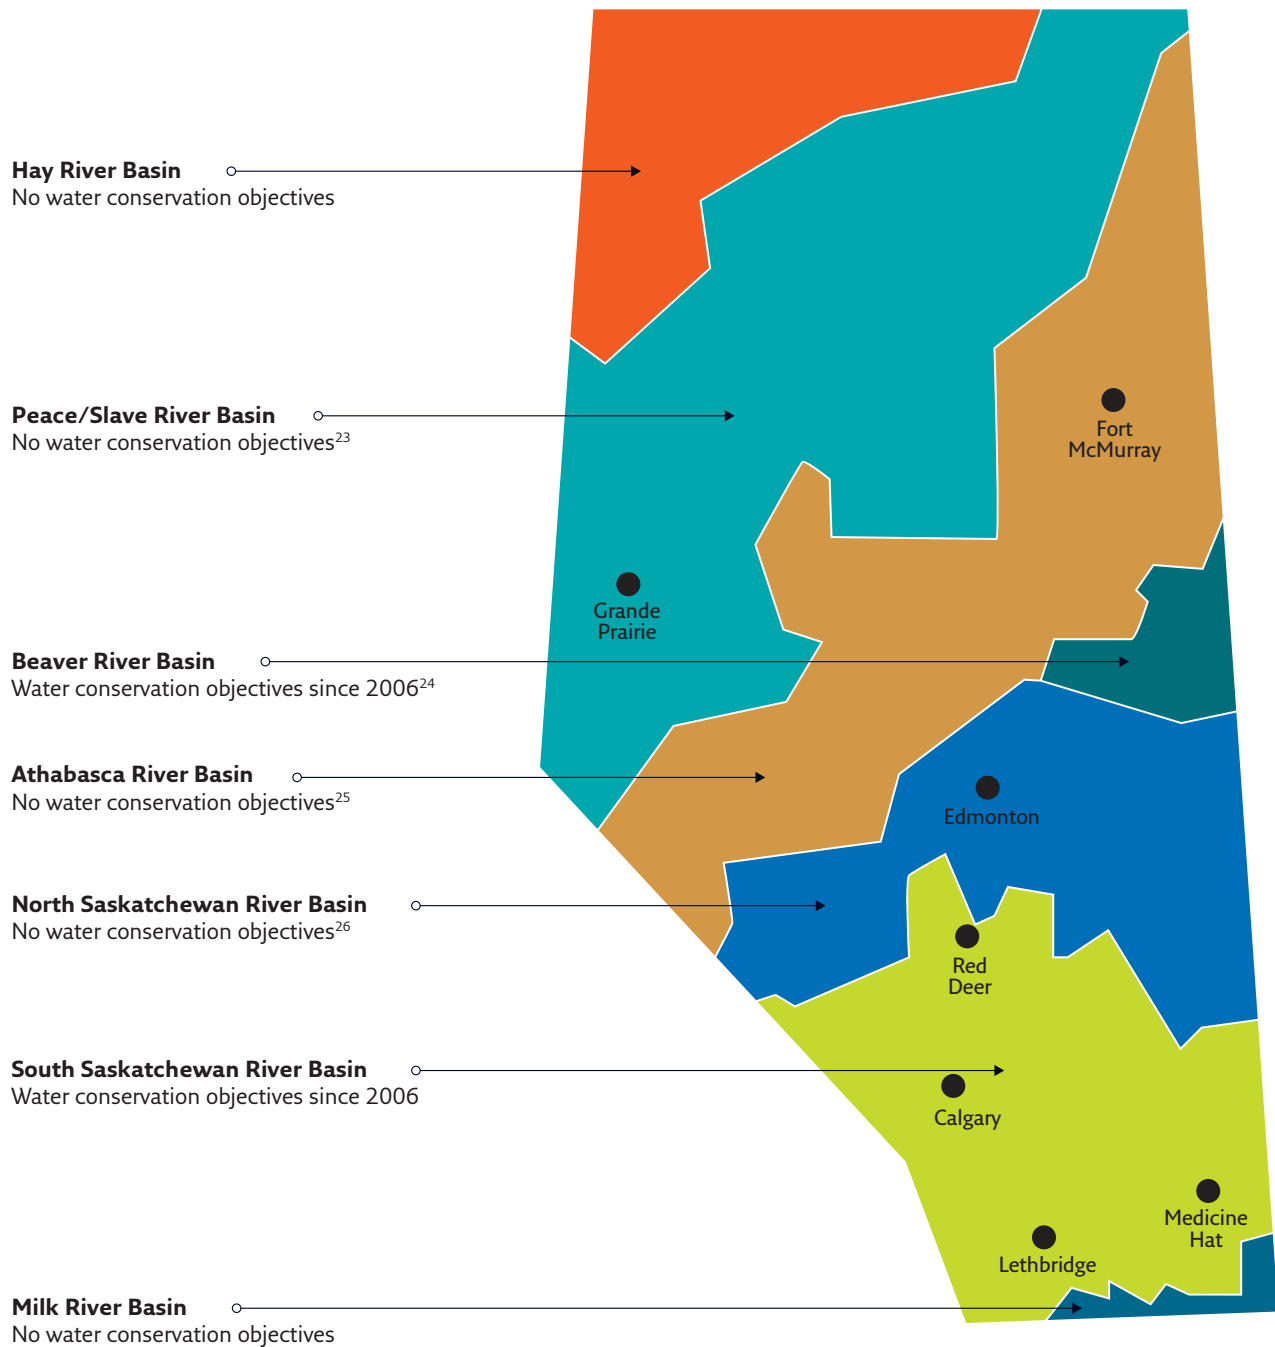 Hay River Basin
No water conservation objectives
Peace/Slave River Basin
No water conservation objectives23
Fort
McMurray
Grande
Prairie
Beaver River Basin
Water conservation objectives since 200624
Athabasca River Basin
No water conservation objectives25
Edmonton
North Saskatchewan River Basin
No water conservation objectives26
Red
Deer
South Saskatchewan River Basin
Water conservation objectives since 2006
Calgary
Medicine
Hat
Lethbridge
Milk River Basin
No water conservation objectives